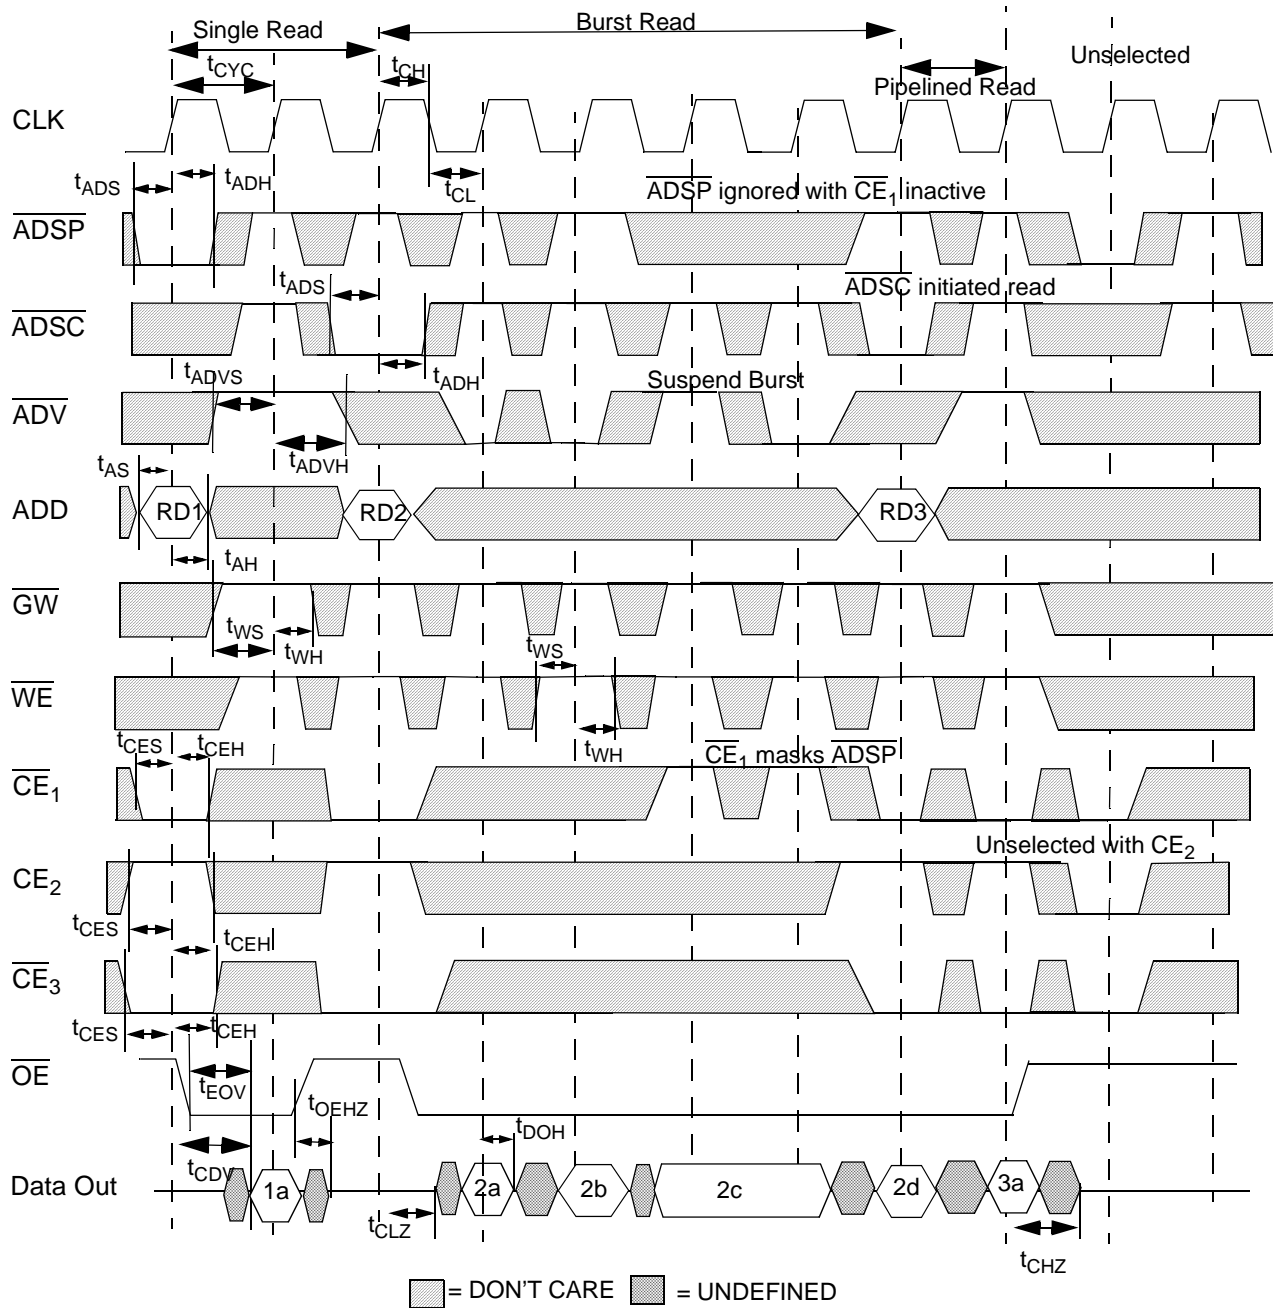 Single Read
Burst Read
Unselected
tCYC
tCH
Pipelined Read
CLK
tADS
tADH
tCL
ADSP ignored with CE1 inactive
ADSP
tADS
ADSC initiated read
ADSC
tADVS
tADH
Suspend Burst
ADV
tAS
tADVH
ADD
RD1
RD2
RD3
tAH
GW
tWS
tWH
tWS
WE
tCES
tCEH
tWH
CE1 masks ADSP
CE1
Unselected with CE2
CE2
tCES
tCEH
CE3
tCES
tCEH
OE
tEOV
tOEHZ
tDOH
tCDV
Data Out
1a
2a
2b
2c
2d
3a
tCLZ
tCHZ
= DON'T CARE
= UNDEFINED